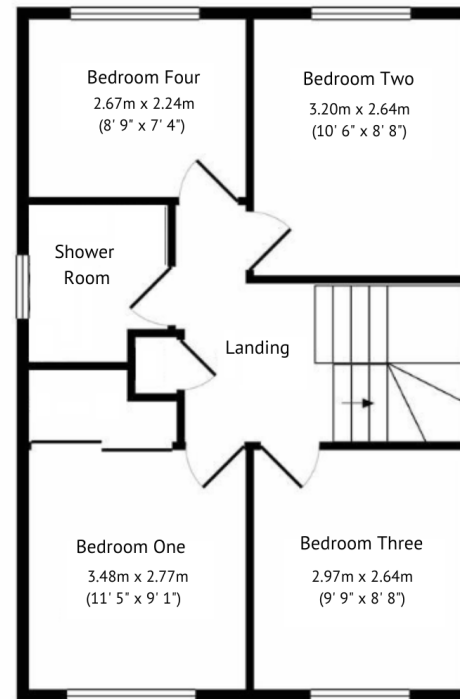 Bedroom Four
2.67m x 2.24m
(8' 9" x 7' 4")
Bedroom Two
3.20m x 2.64m
(10' 6" x 8' 8")
Shower
Room
Landing
Bedroom One
3.48m x 2.77m
(11' 5" x 9' 1")
Bedroom Three
2.97m x 2.64m
(9' 9" x 8' 8")